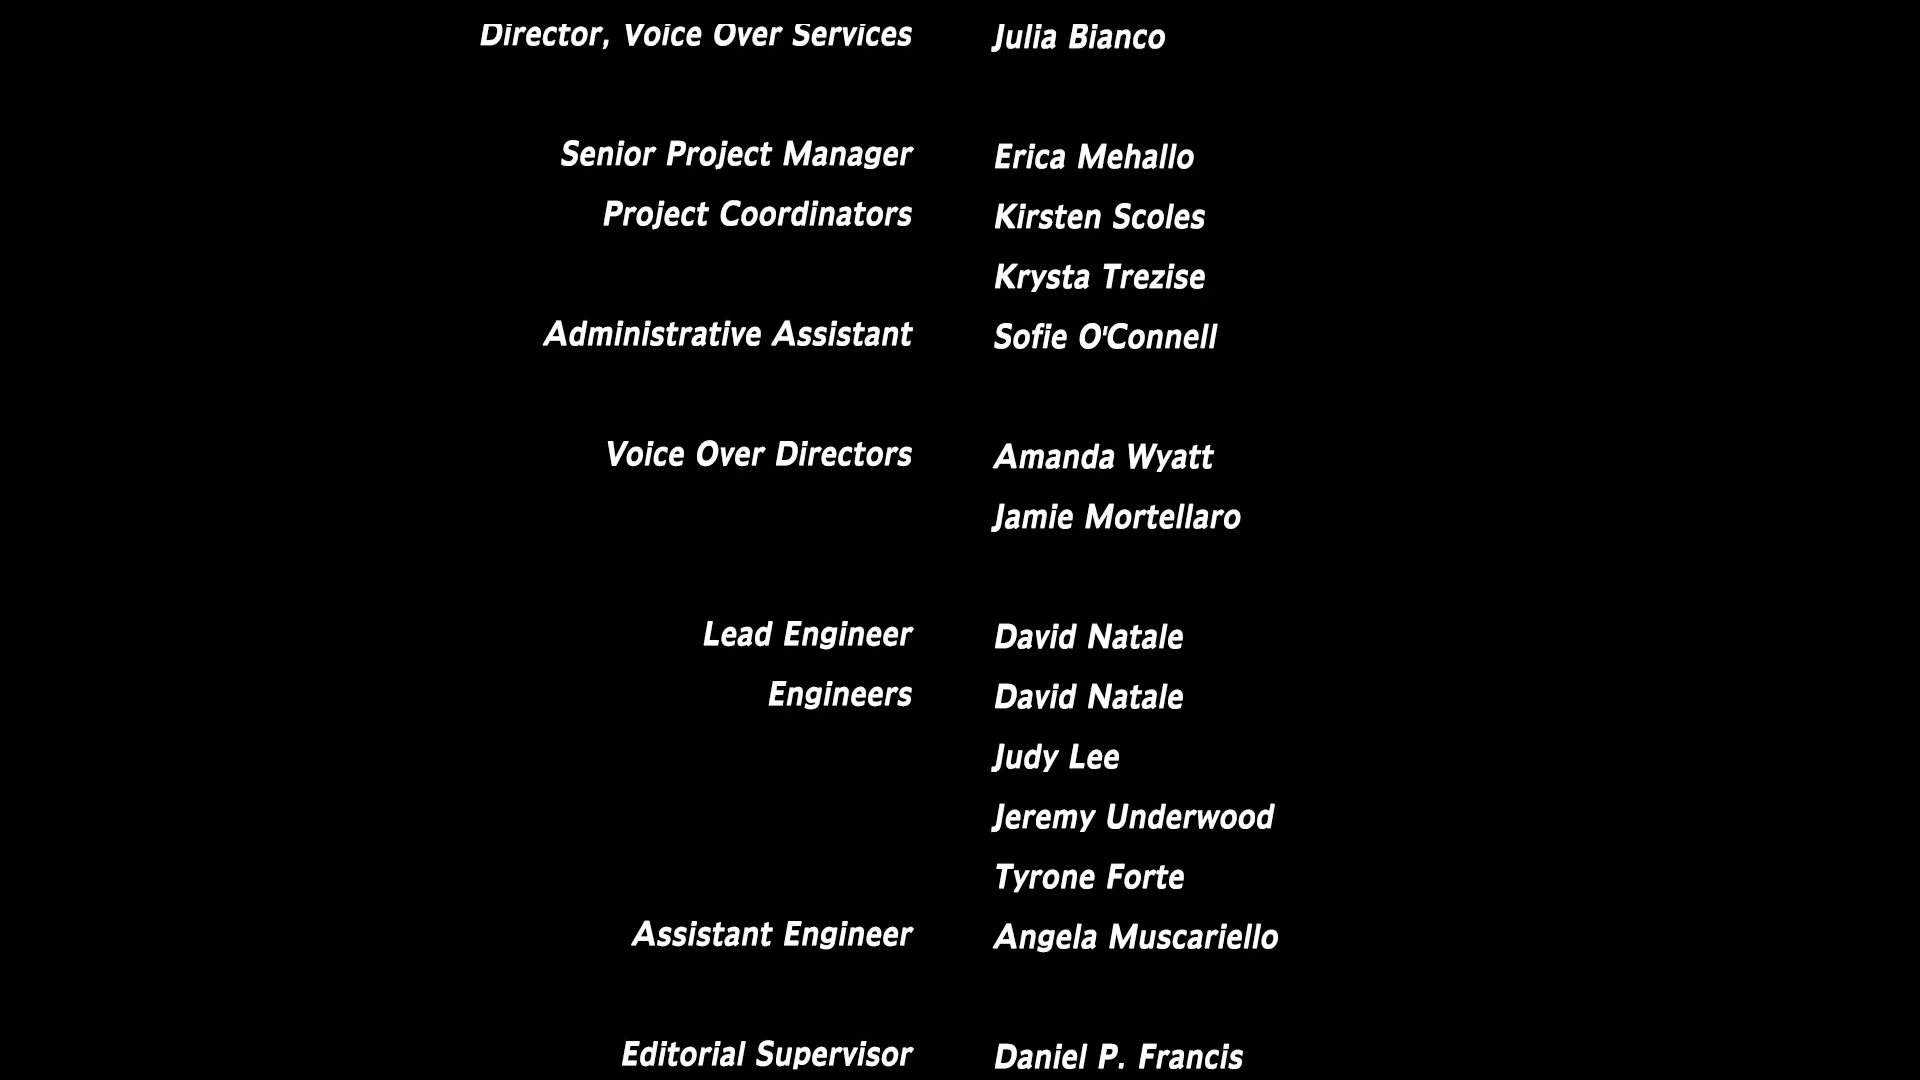 Director, Voice Over Services Julia Bianco
Senior Project Manager Erica Mehallo
Project Coordinators Kirsten Scoles
Krysta Trezise
Administrative Assistant Sofie O'Connell
Voice Over Directors Amanda Wyatt
Jamie Mortellaro
Lead Engineer David Natale
Engineers David Natale
Judy Lee
Jeremy Underwood
Tyrone Forte
Assistant Engineer Angela Muscariello
Editorial Supervisor Daniel P. Francis